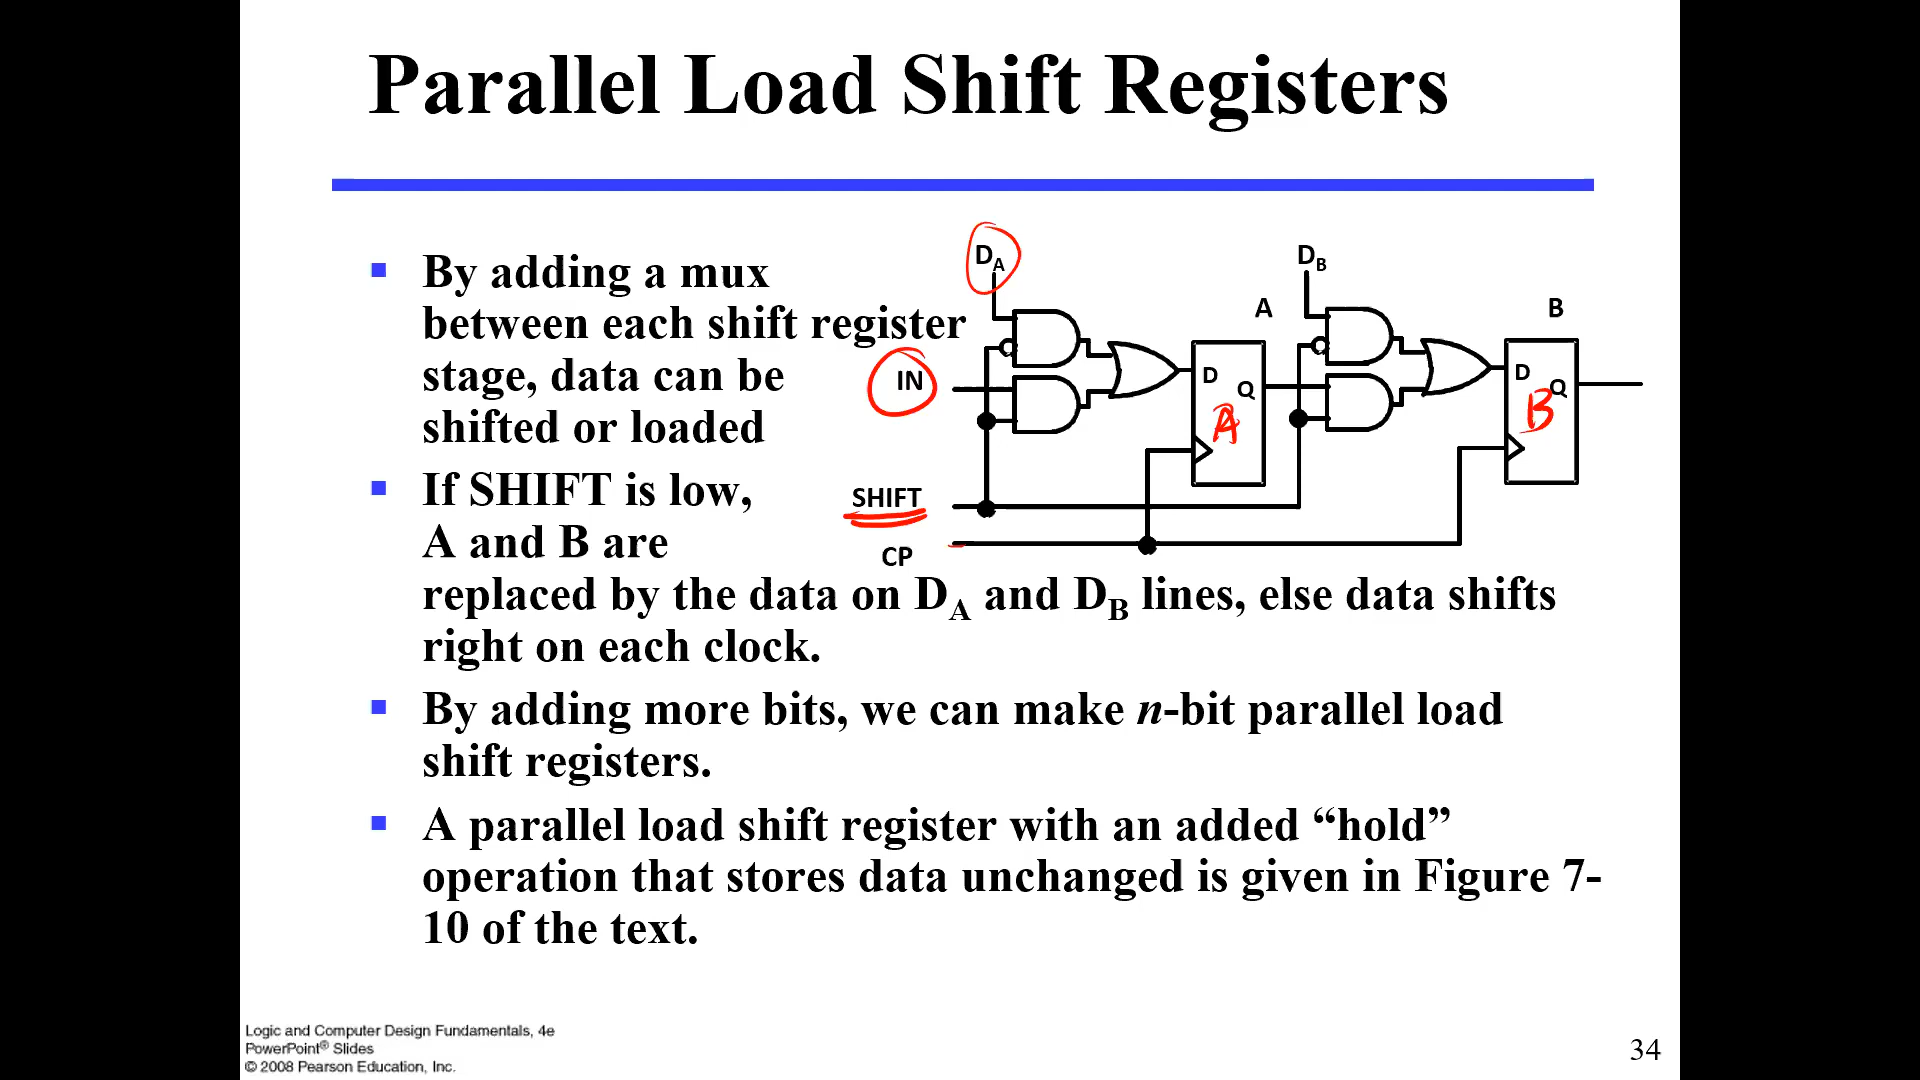 Parallel Load Shift Registers
By adding a mux
between each shift register
stage, data can be
shifted or loaded
If SHIFT is low,
A and B are
replaced by the data on DA and DB lines, else data shifts
right on each clock.
By adding more bits, we can make n-bit parallel load
shift registers.
A parallel load shift register with an added “hold”
operation that stores data unchanged is given in Figure 7-
10 of the text.
DA
DB
A
B
IN
D
Q
A
D
Q
B
SHIFT
CP
Logic and Computer Design Fundamentals, 4e
PowerPoint® Slides
© 2008 Pearson Education, Inc.
34